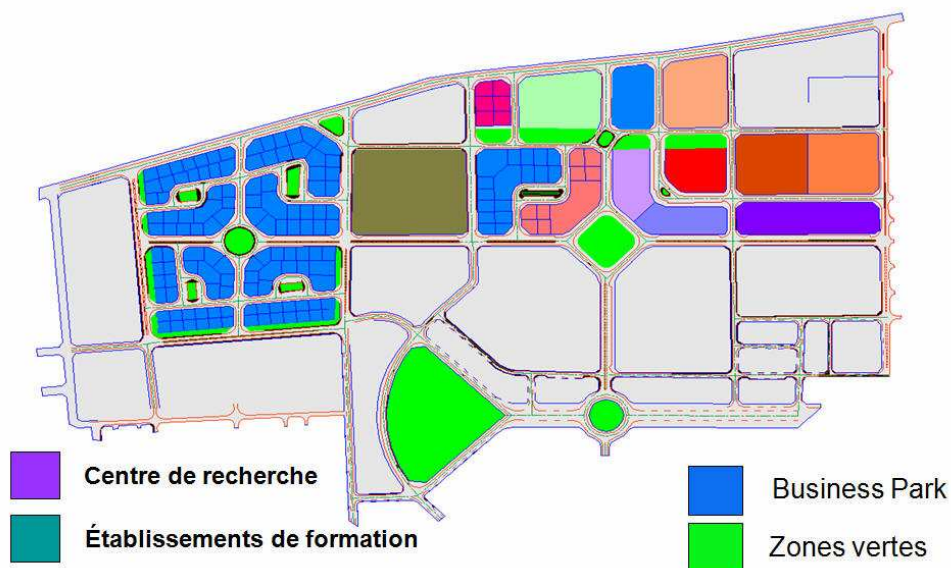 Centre de recherche
Établissements de formation
Business Park
Zones vertes